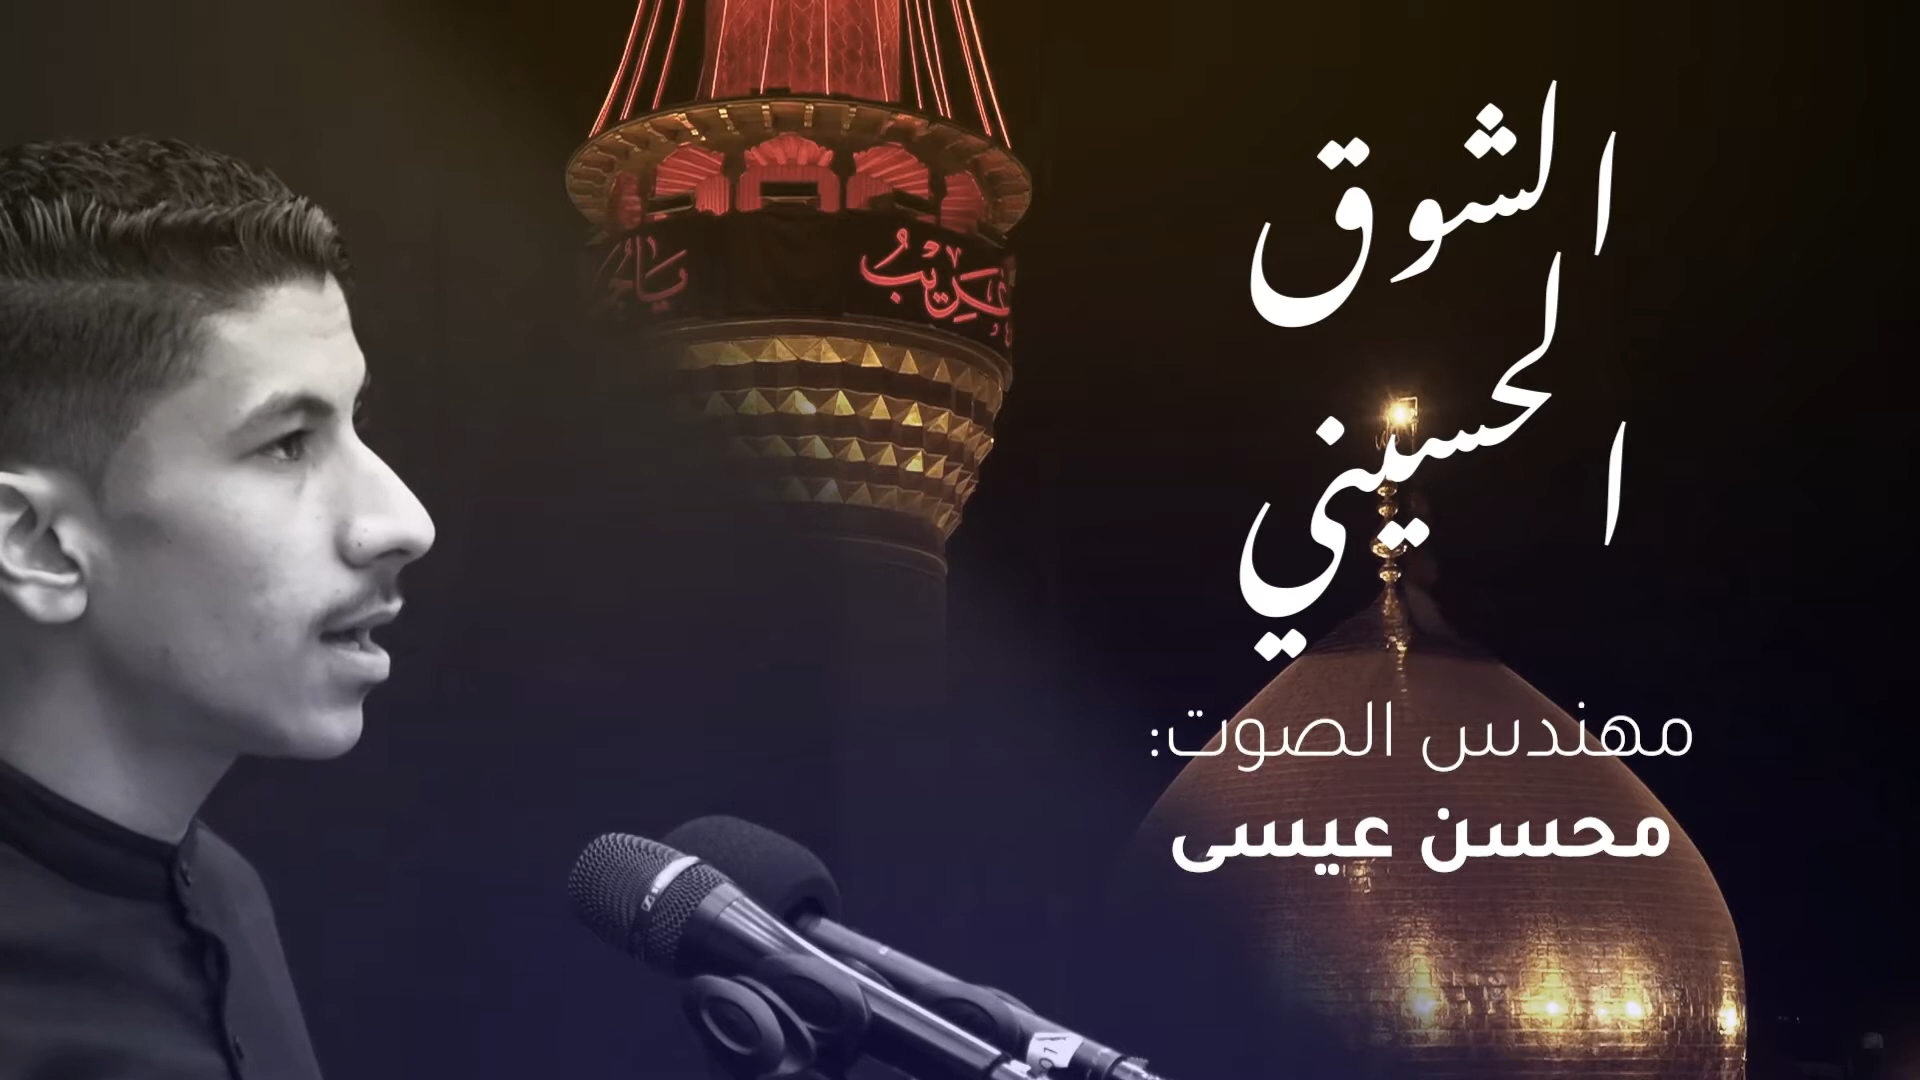 الشوق
الحسيني
مهندس الصوت:
محسن عيسى